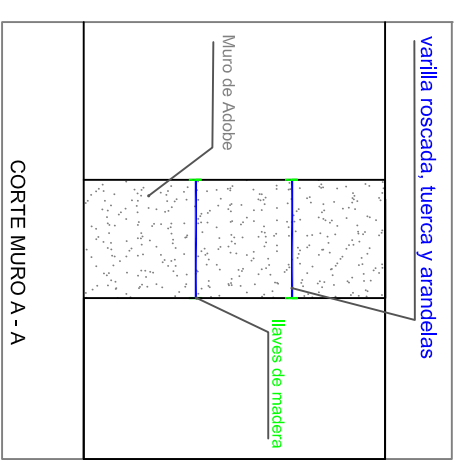 varilla roscada, tuerca y arandelas
Muro de Adobe
llaves de madera
CORTE MURO A - A